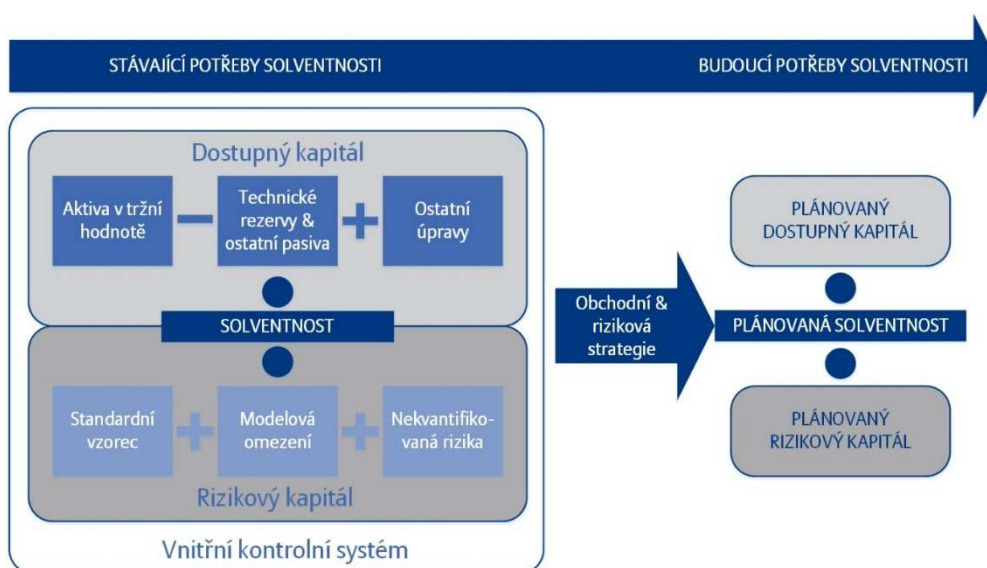 STÁVAJÍCÍ POTŘEBY SOLVENTNOSTI
BUDOUCÍ POTŘEBY SOLVENTNOSTI
Dostupný kapitál
Aktiva v tržní
hodnotě
Technické
rezervy &
ostatní pasiva
Ostatní
úpravy
SOLVENTNOST
Standardní
vzorec
Modelová
omezení
Nekvantifiko-
vaná rizika
Rizikový kapitál
Vnitřní kontrolní systém
Obchodní &
riziková
strategie
PLÁNOVANÝ
DOSTUPNÝ KAPITÁL
PLÁNOVANÁ SOLVENTNOST
PLÁNOVANÝ
RIZIKOVÝ KAPITÁL